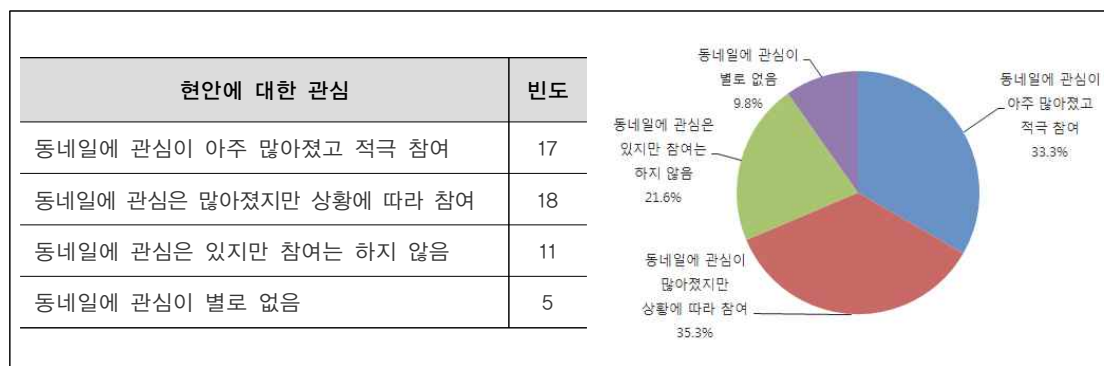 현안에 대한 관심 빈도
동네일에 관심이 아주 많아졌고 적극 참여 17
동네일에 관심은 많아졌지만 상황에 따라 참여 18
동네일에 관심은 있지만 참여는 하지 않음 11
동네일에 관심이 별로 없음 5
동네일에 관심이
별로 없음
9.8%
동네일에 관심이
아주 많아졌고
적극 참여
33.3%
동네일에 관심은
있지만 참여는
하지 않음
21.6%
동네일에 관심이
많아졌지만
상황에 따라 참여
35.3%